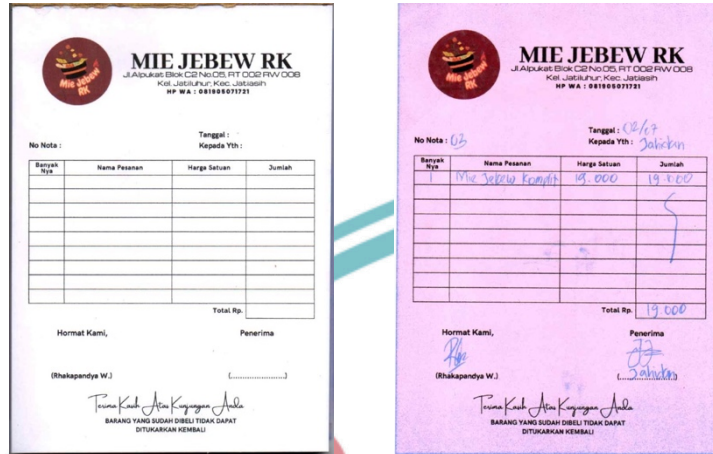 Mie Jebew
RK
MIE JEBEW RK
Jl.Alpukat Blok C2 No.05, RT 002 RW 008
Kel. Jatiluhur, Kec. Jatiasih
HP WA : 081905071721
Tanggal :
No Nota :
Kepada Yth :
Banyak Nya
Nama Pesanan
Harga Satuan
Jumlah
Total Rp.
Hormat Kami,
Penerima
(Rhakapandya W.)
(......................)
Terima Kasih Atas Kunjungan Anda
BARANG YANG SUDAH DIBELI TIDAK DAPAT
DITUKARKAN KEMBALI
Mie Jebew
RK
MIE JEBEW RK
Jl.Alpukat Blok C2 No.05, RT 002 RW 008
Kel. Jatiluhur, Kec. Jatiasih
HP WA : 081905071721
Tanggal : 02/07
No Nota : 03
Kepada Yth :
Banyak Nya
Nama Pesanan
Harga Satuan
Jumlah
1 Mie Jebew Komplit 19.000 19.000
Total Rp. 19.000
Hormat Kami,
Penerima
(Rhakapandya W.)
Terima Kasih Atas Kunjungan Anda
BARANG YANG SUDAH DIBELI TIDAK DAPAT
DITUKARKAN KEMBALI